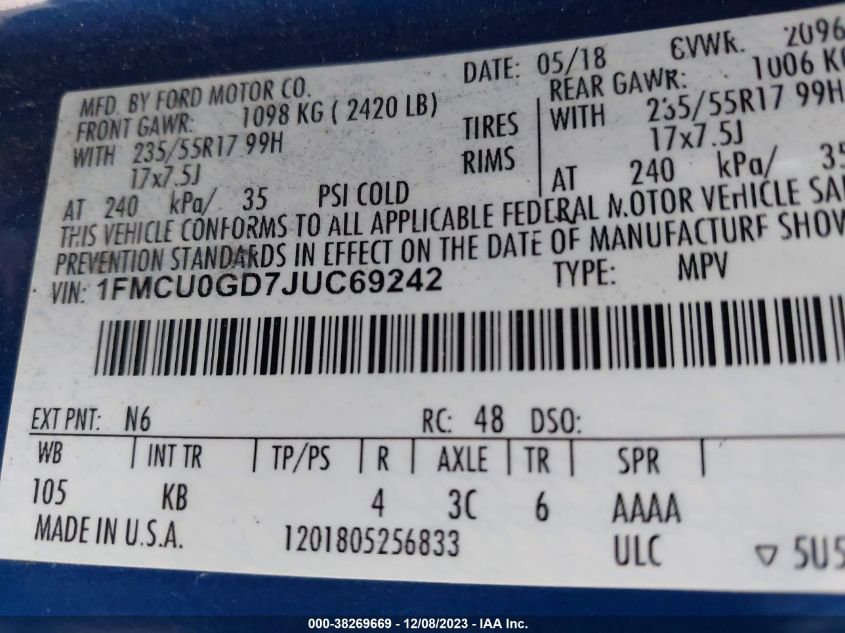 MFD. BY FORD MOTOR CO. DATE: 05/18 GVWR: 2096
FRONT GAWR: 1098 KG ( 2420 LB) REAR GAWR: 1006 KG
WITH 235/55R17 99H TIRES WITH 235/55R17 99H
17x7.5J RIMS 17x7.5J
AT 240 kPa/ 35 PSI COLD AT 240 kPa/ 35
THIS VEHICLE CONFORMS TO ALL APPLICABLE FEDERAL MOTOR VEHICLE
PREVENTION STANDARDS IN EFFECT ON THE DATE OF MANUFACTURE
VIN: 1FMCU0GD7JUC69242 TYPE: MPV
EXT PNT: N6 RC: 48 DSO:
WB INT TR TP/PS R AXLE TR SPR
105 KB 4 3C 6 AAAA
MADE IN U.S.A. 1201805256833 ULC ▽ 5U5
000-38269669 - 12/08/2023 - IAA Inc.